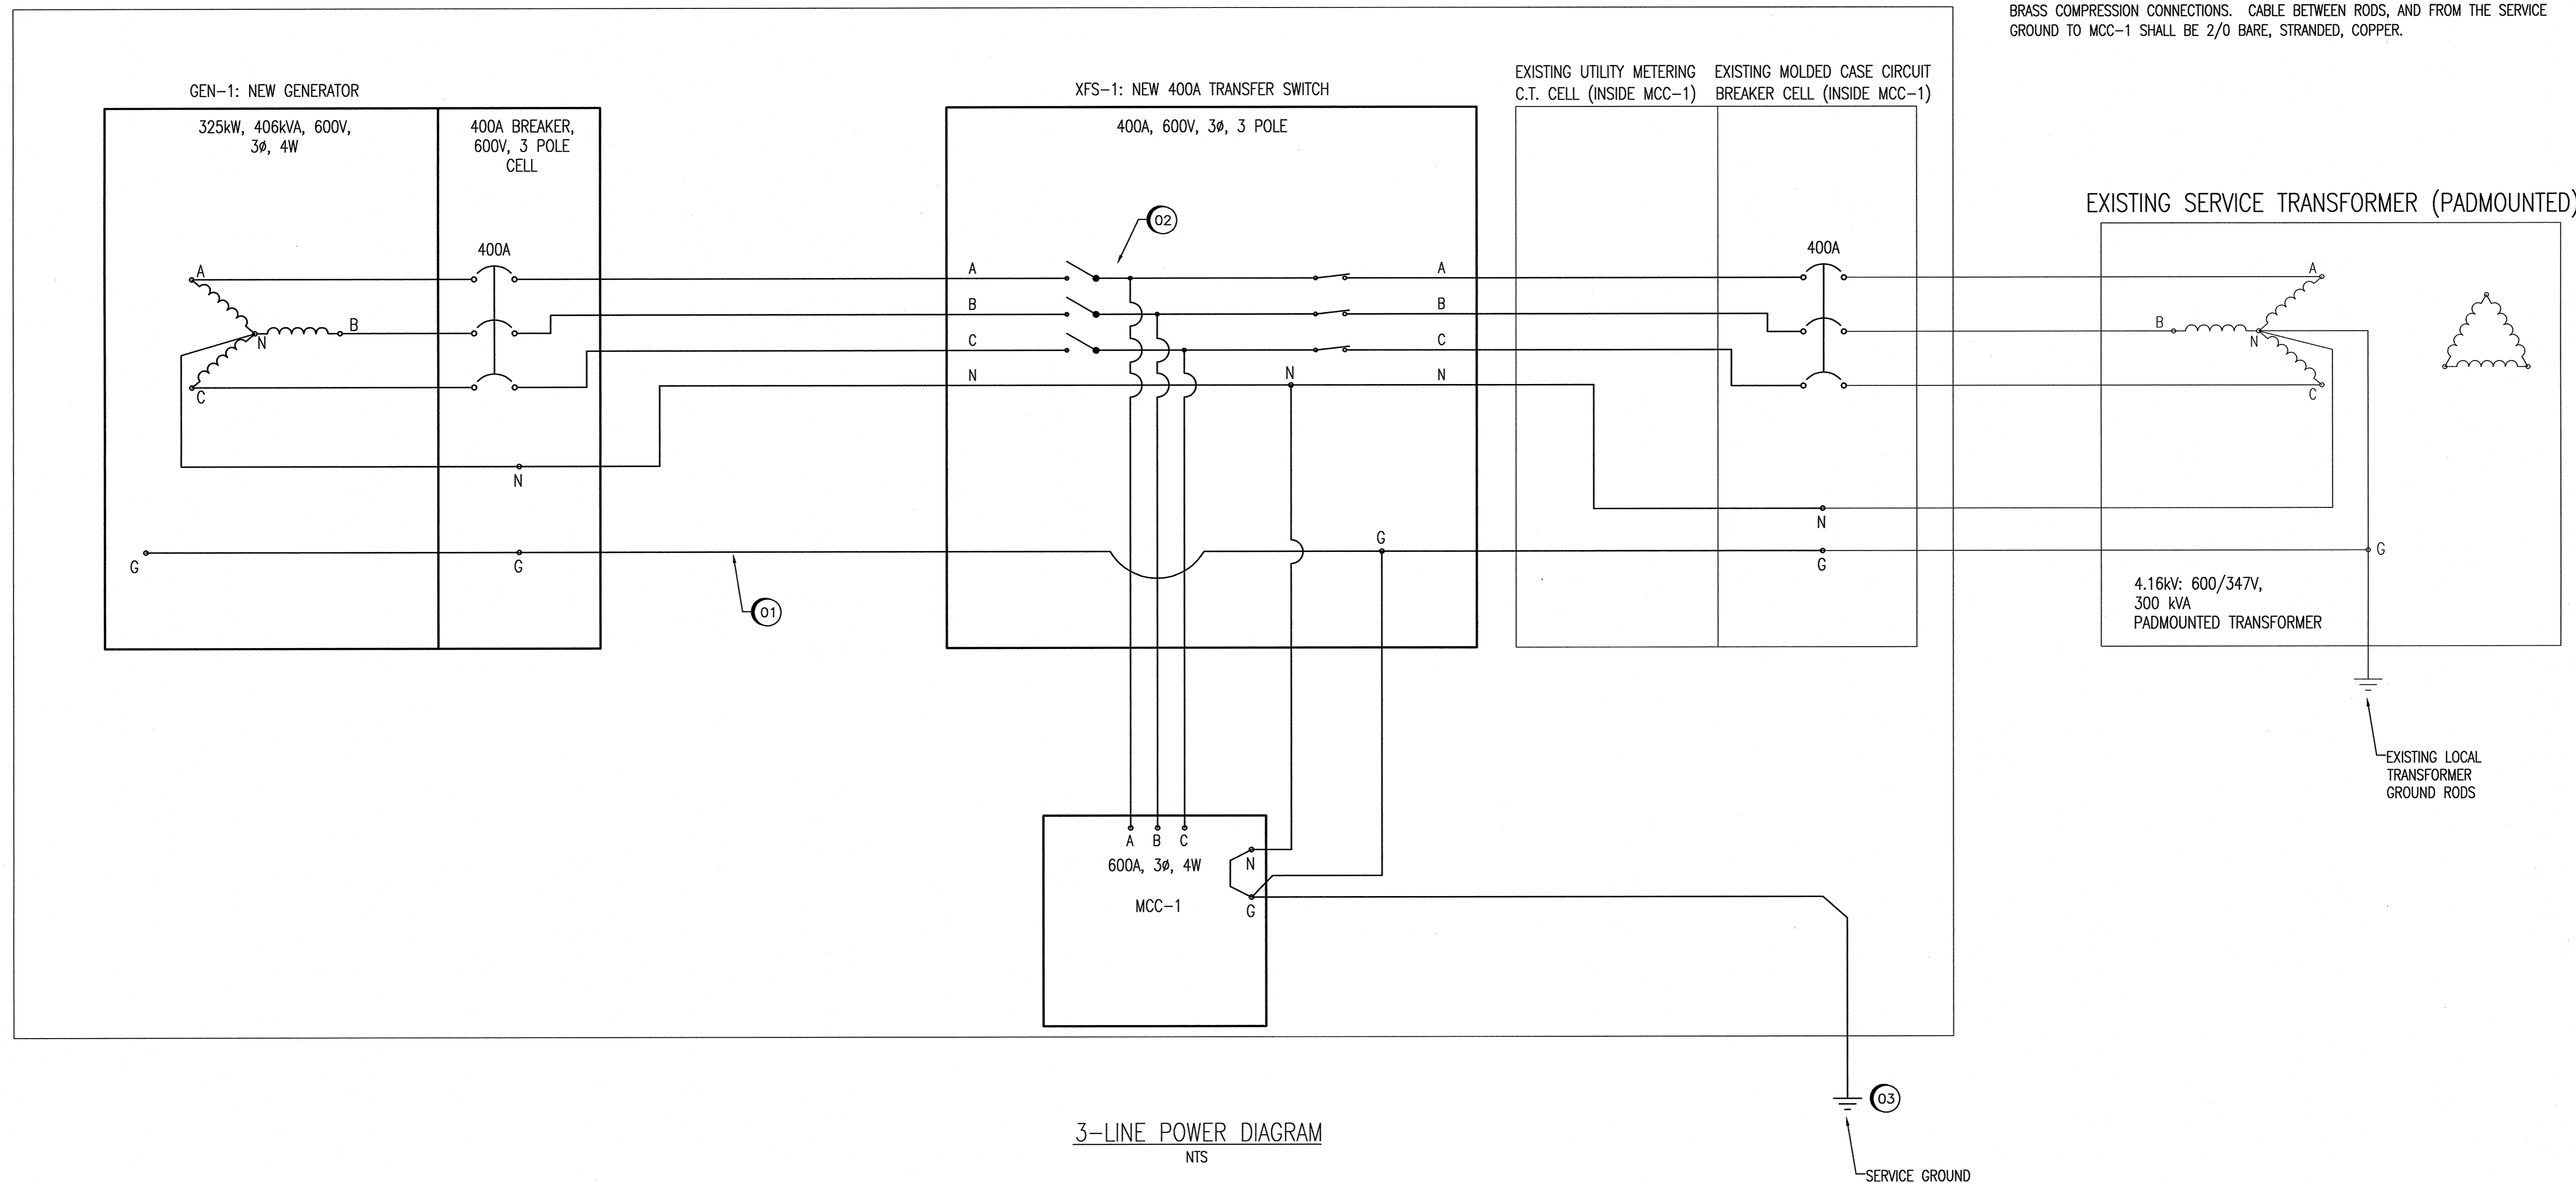 BRASS COMPRESSION CONNECTIONS. CABLE BETWEEN RODS, AND FROM THE SERVICE
GROUND TO MCC-1 SHALL BE 2/0 BARE, STRANDED, COPPER.
GEN-1: NEW GENERATOR
325kW, 406kVA, 600V,
3ø, 4W
400A BREAKER,
600V, 3 POLE
CELL
400A
A
B
N
C
N
G
G
01
XFS-1: NEW 400A TRANSFER SWITCH
400A, 600V, 3ø, 3 POLE
02
A
A
B
B
C
C
N
N
N
G
EXISTING UTILITY METERING
C.T. CELL (INSIDE MCC-1)
EXISTING MOLDED CASE CIRCUIT
BREAKER CELL (INSIDE MCC-1)
400A
N
G
EXISTING SERVICE TRANSFORMER (PADMOUNTED)
A
B
N
C
G
4.16kV: 600/347V,
300 kVA
PADMOUNTED TRANSFORMER
EXISTING LOCAL
TRANSFORMER
GROUND RODS
A B C
600A, 3ø, 4W
N
MCC-1
G
03
SERVICE GROUND
3-LINE POWER DIAGRAM
NTS